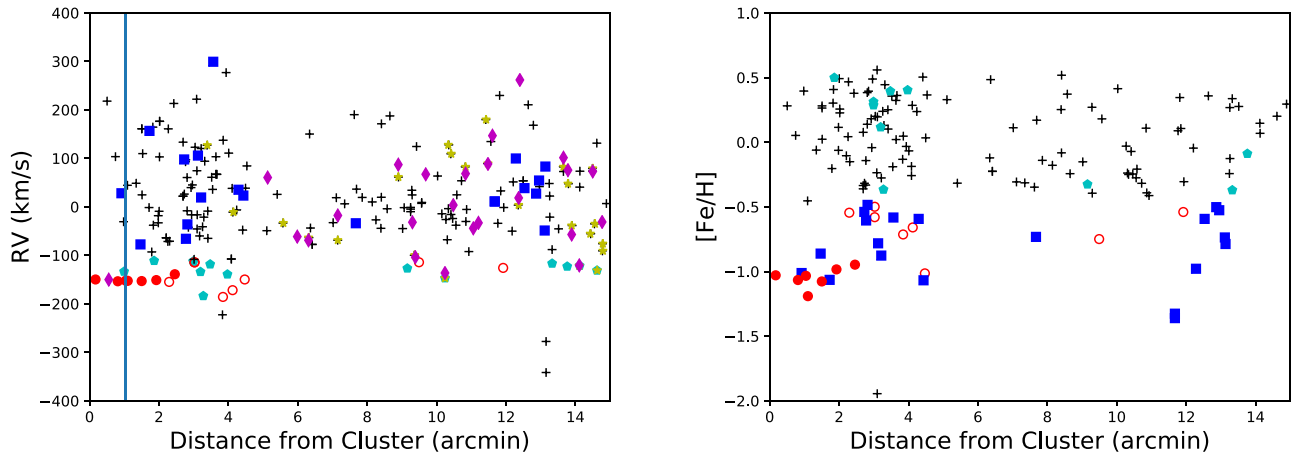 RV (km/s)
400
300
200
100
0
−100
−200
−300
−400
0 2 4 6 8 10 12 14
Distance from Cluster (arcmin)
[Fe/H]
1.0
0.5
0.0
−0.5
−1.0
−1.5
−2.0
0 2 4 6 8 10 12 14
Distance from Cluster (arcmin)